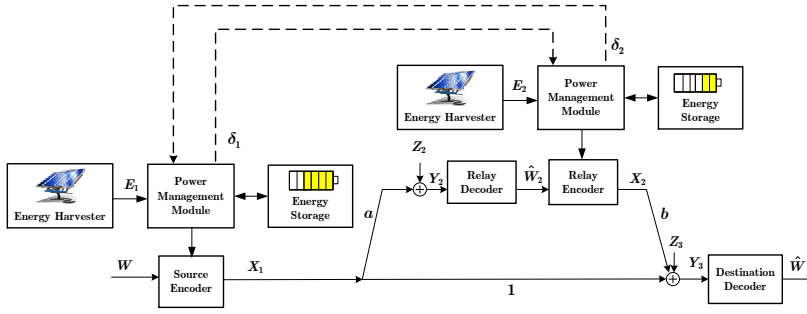 δ₂
Power
Management
Module
E₂
Energy Harvester
Energy
Storage
δ₁
Z₂
Power
Management
Module
E₁
Energy Harvester
Energy
Storage
Y₂
Relay
Decoder
Ŵ₂
Relay
Encoder
X₂
a
b
W
Source
Encoder
X₁
1
Z₃
Y₃
Destination
Decoder
Ŵ